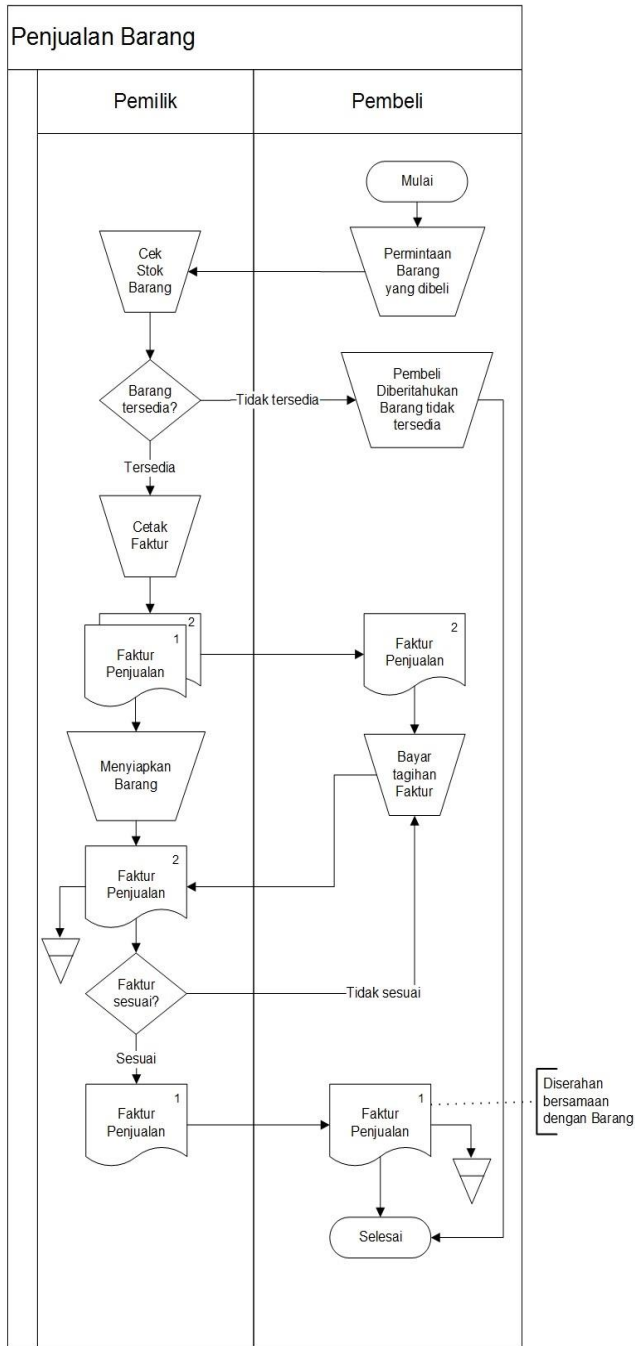 Penjualan Barang
Pemilik
Pembeli
Mulai
Cek
Stok
Barang
Permintaan
Barang
yang dibeli
Barang
tersedia?
Tidak tersedia
Pembeli
Diberitahukan
Barang tidak
tersedia
Tersedia
Cetak
Faktur
2
1
Faktur
Penjualan
2
Faktur
Penjualan
Menyiapkan
Barang
Bayar
tagihan
Faktur
2
Faktur
Penjualan
Faktur
sesuai?
Tidak sesuai
Sesuai
1
Faktur
Penjualan
1
Faktur
Penjualan
Diserahan
bersamaan
dengan Barang
Selesai